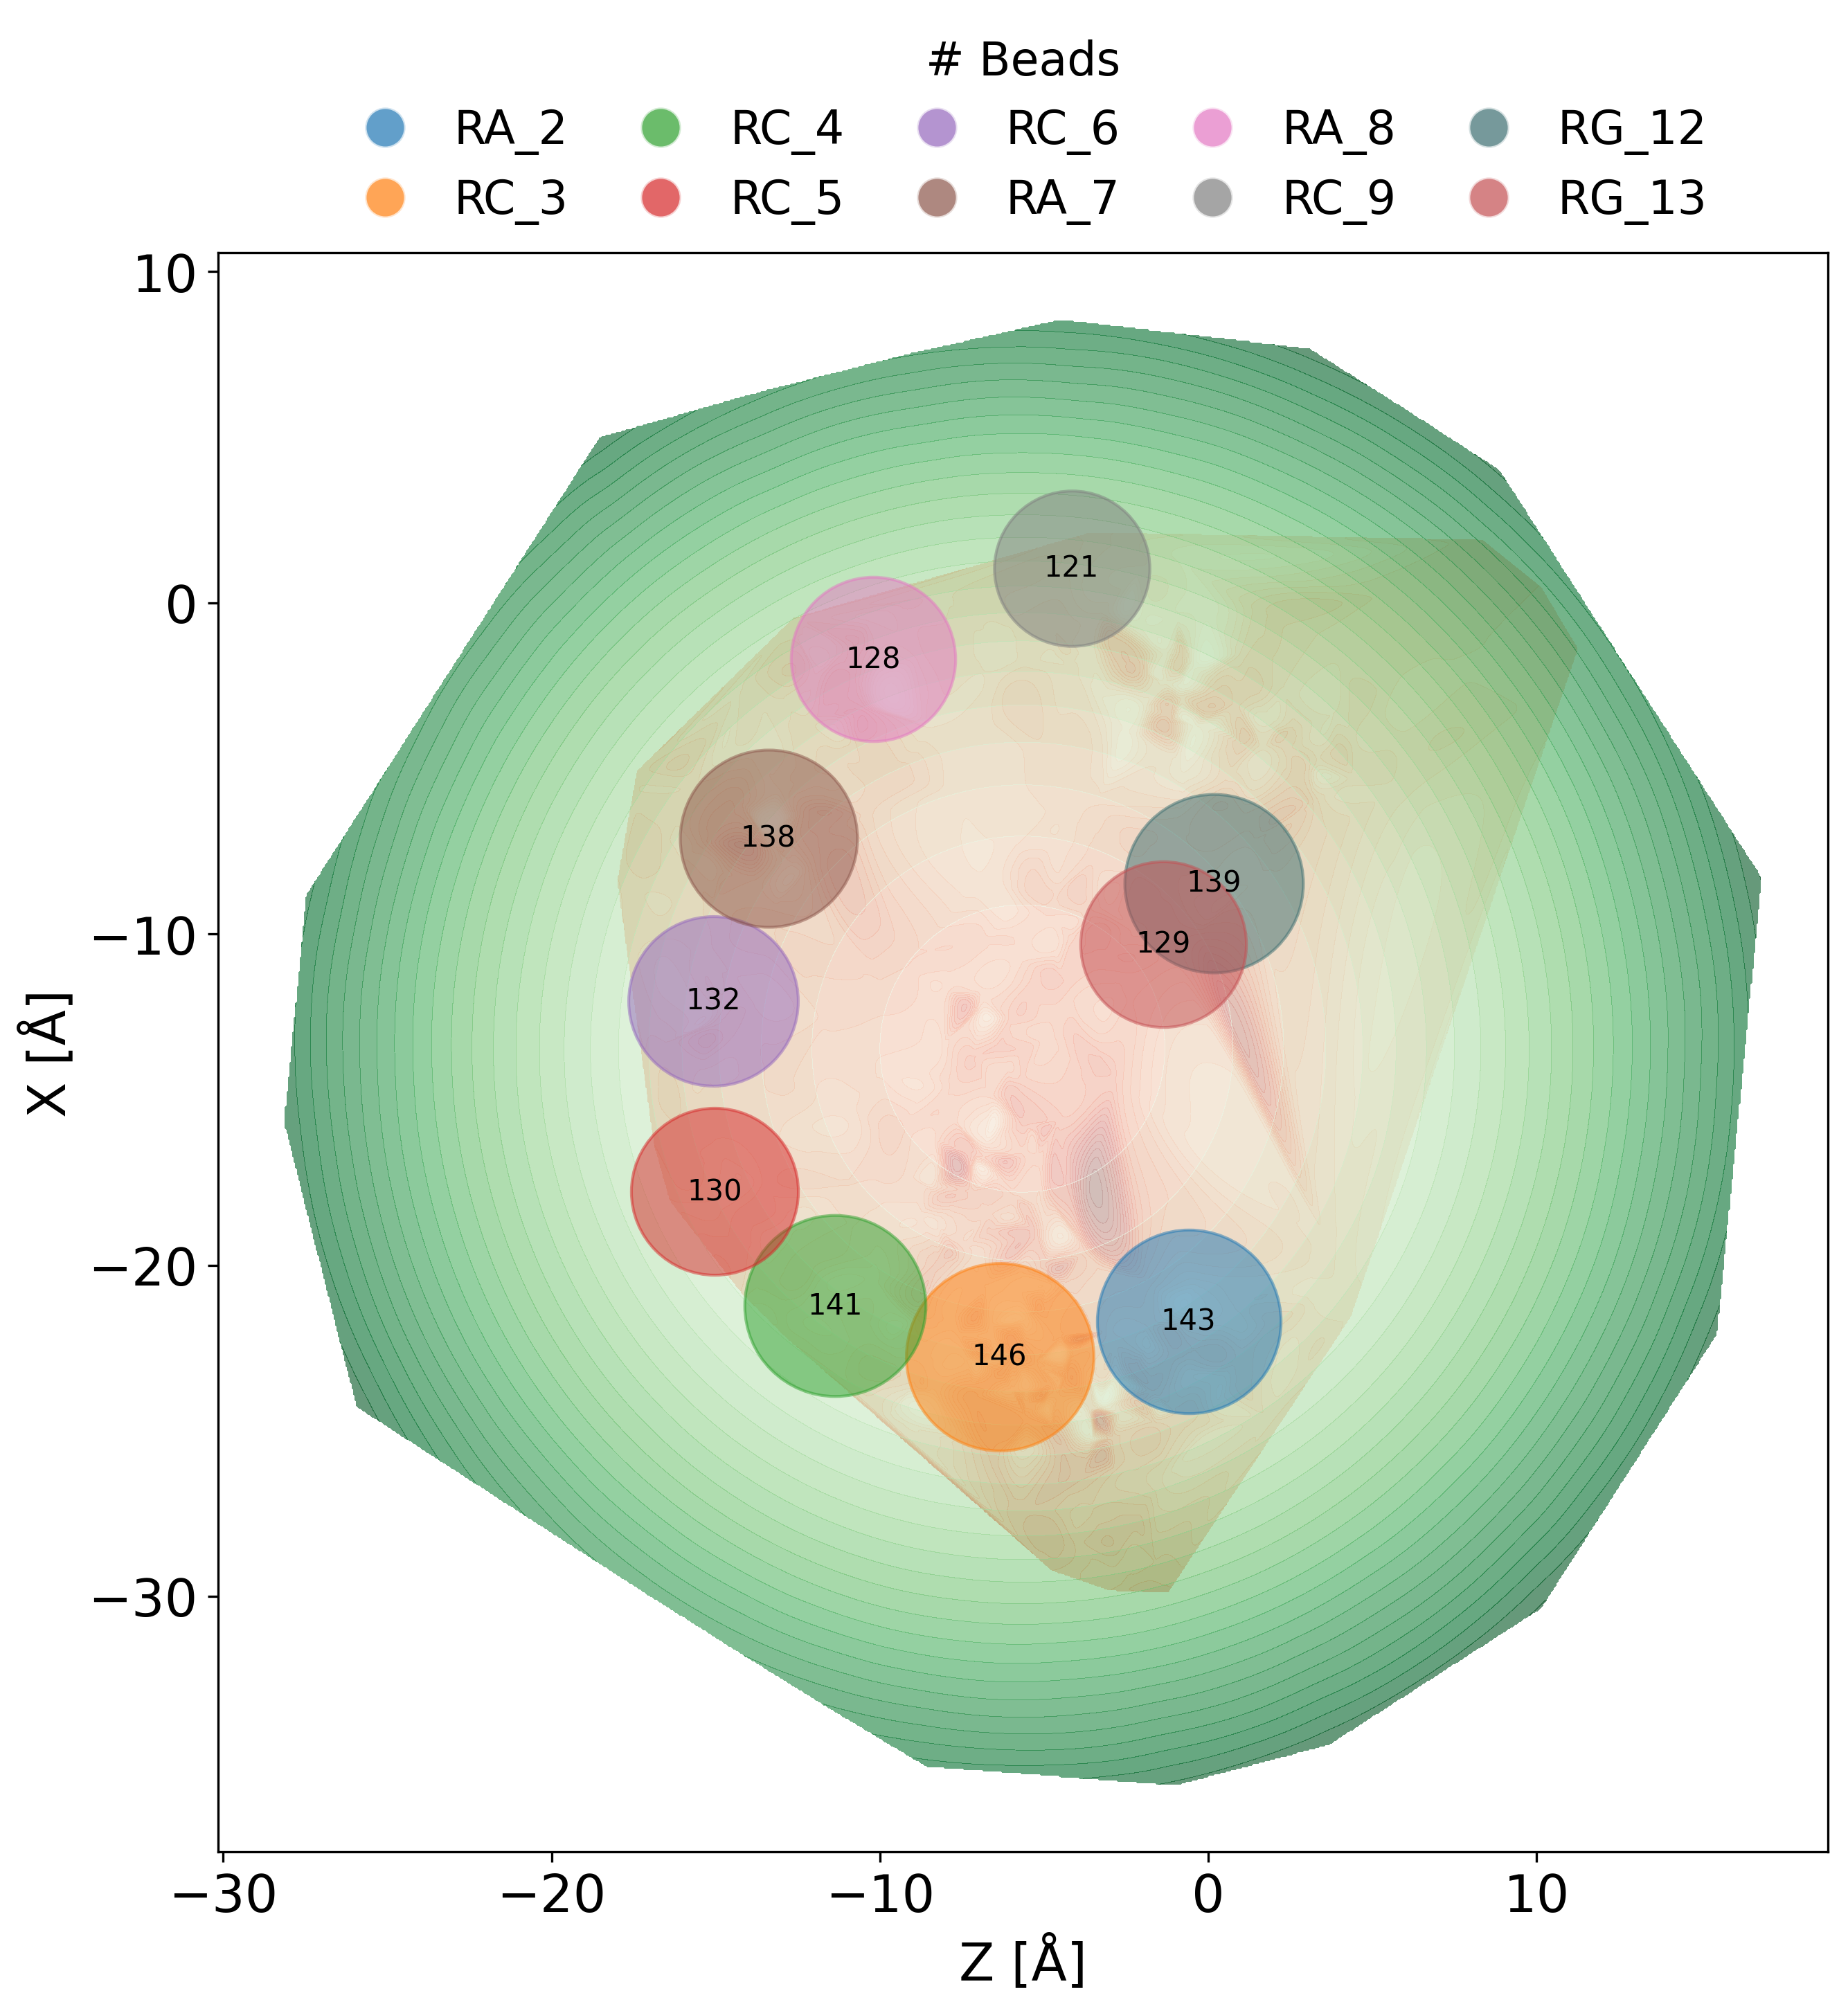 # Beads
RA_2 RC_4 RC_6 RA_8 RG_12
RC_3 RC_5 RA_7 RC_9 RG_13
10
121
0
128
138
139
−10
129
132
130
−20
141
143
146
−30
−30 −20 −10 0 10
X [Å]
Z [Å]